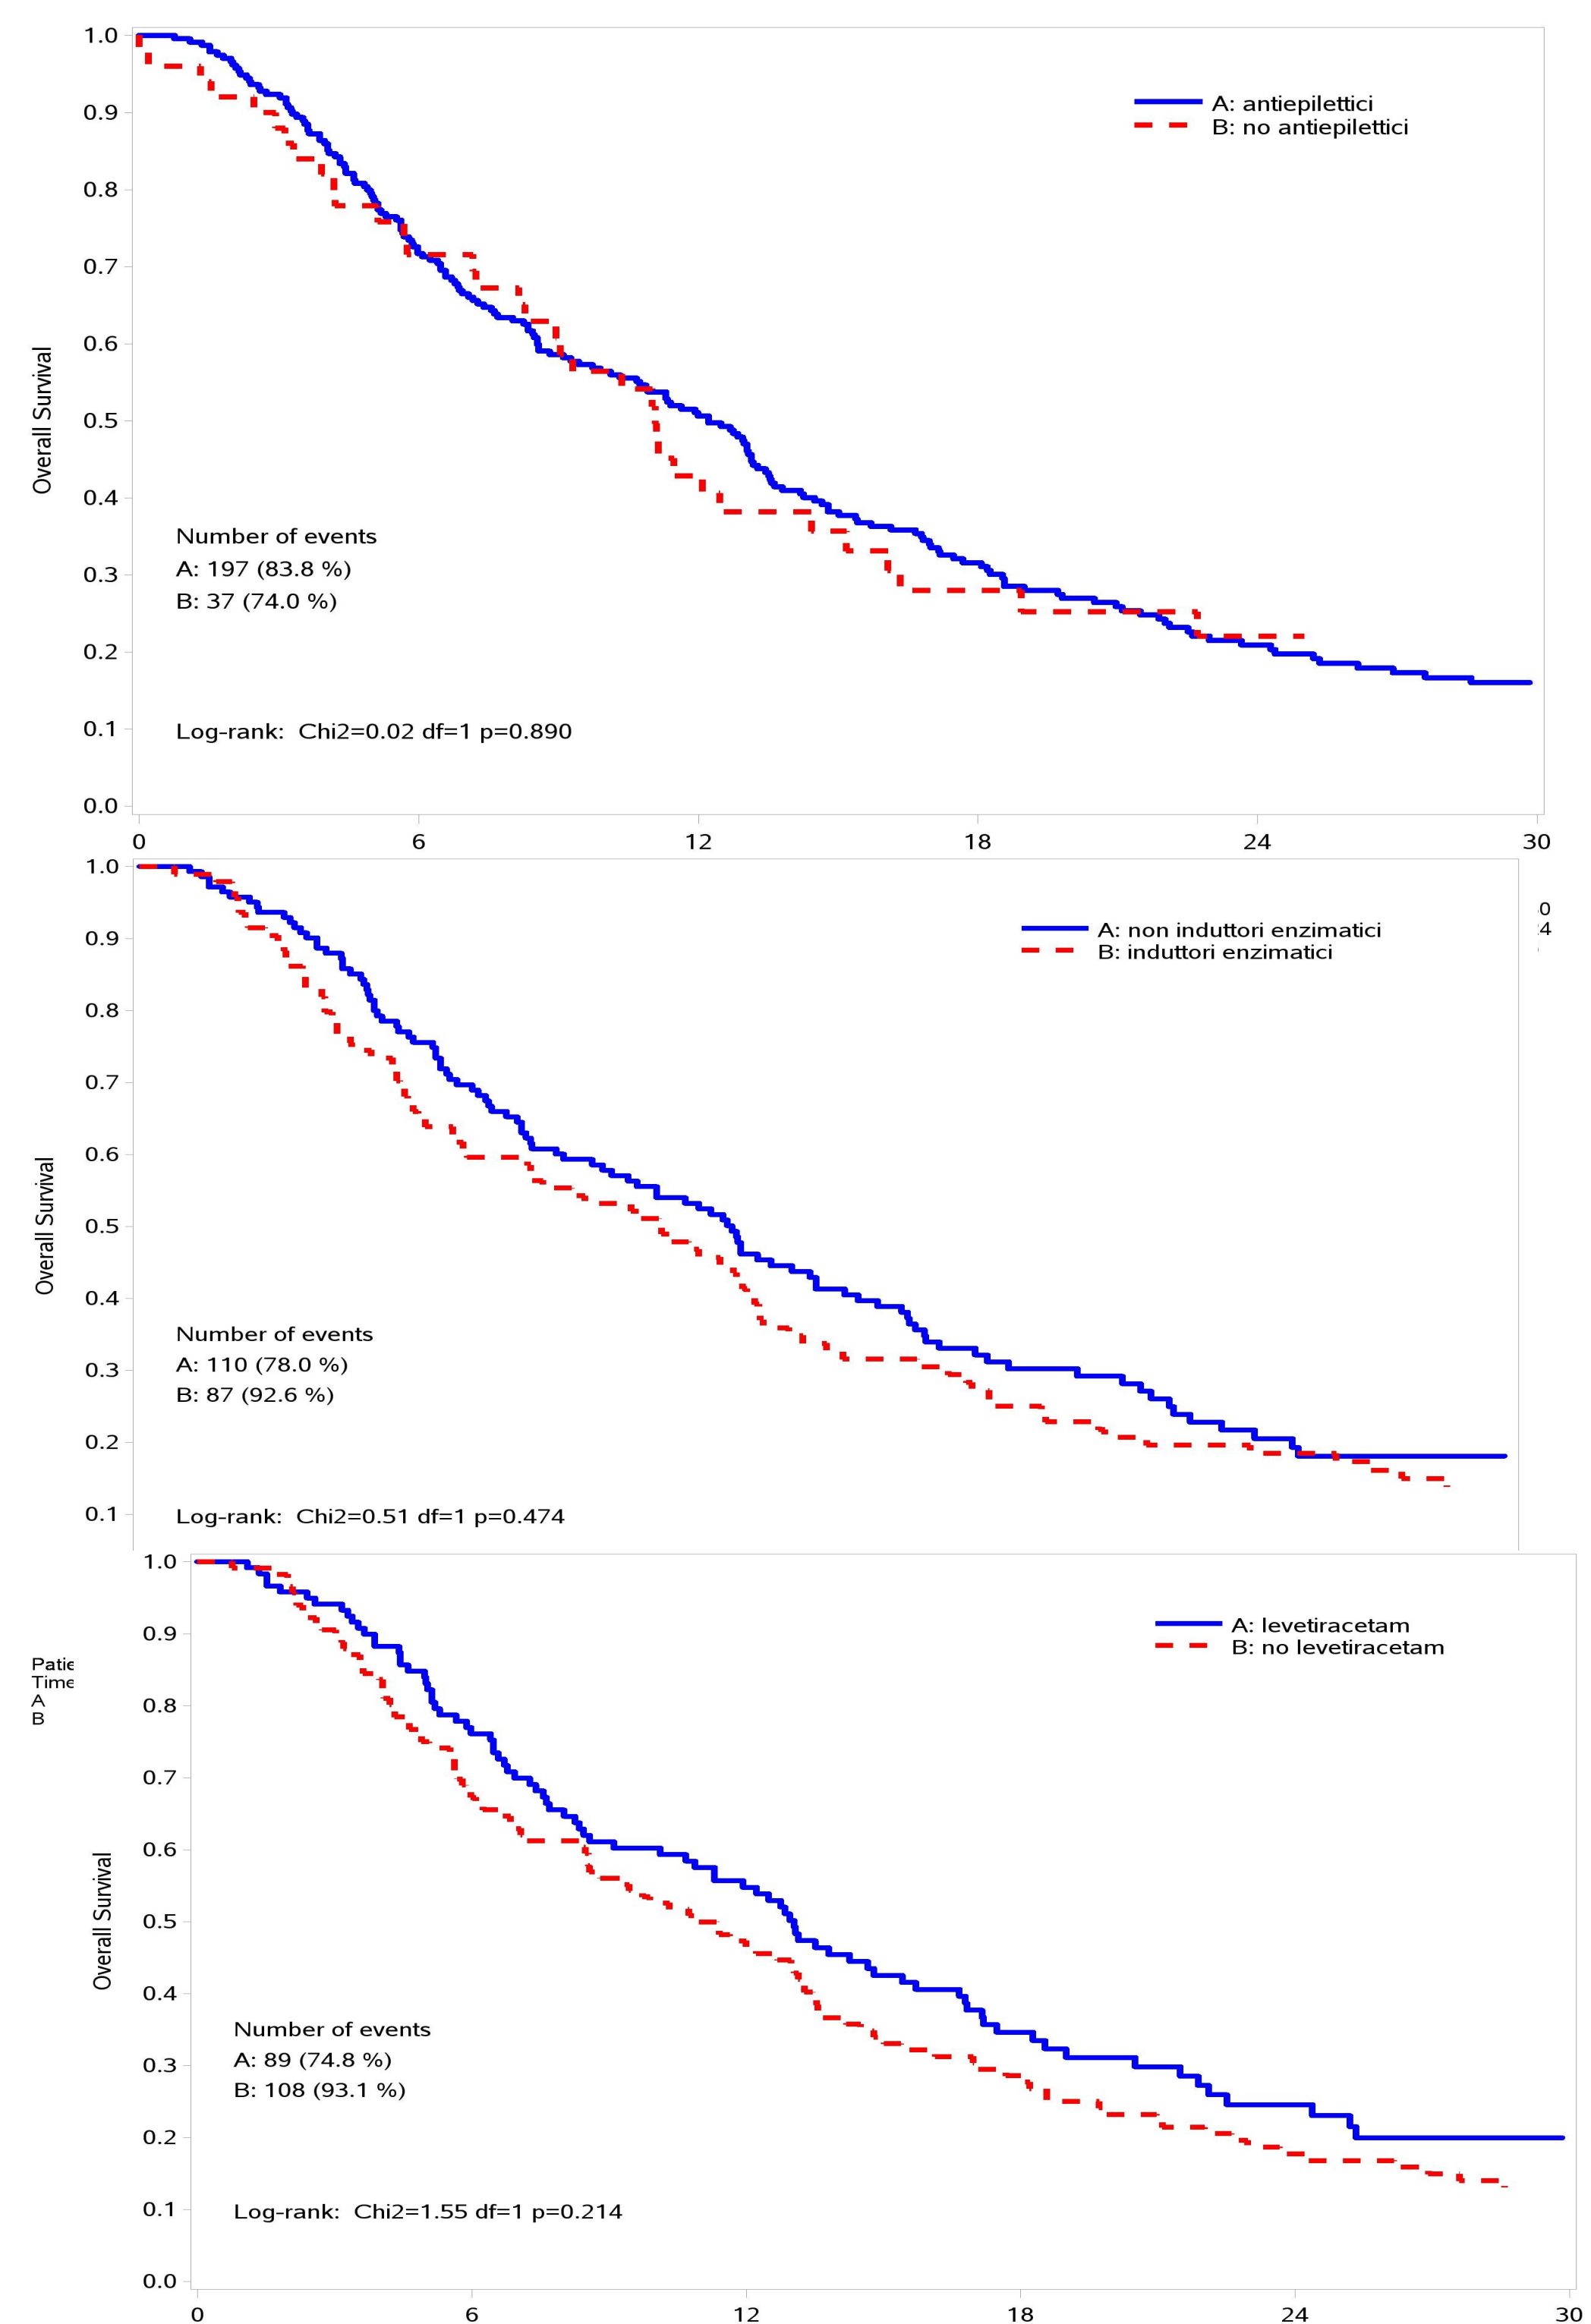 1.0
A: antiepilettici
B: no antiepilettici
0.9
0.8
0.7
0.6
Overall Survival
0.5
0.4
Number of events
A: 197 (83.8 %)
B: 37 (74.0 %)
0.3
0.2
Log-rank: Chi2=0.02 df=1 p=0.890
0.1
0.0
0 6 12 18 24 30
1.0
A: non induttori enzimatici
B: induttori enzimatici
0.9
0.8
0.7
0.6
Overall Survival
0.5
0.4
Number of events
A: 110 (78.0 %)
B: 87 (92.6 %)
0.3
0.2
Log-rank: Chi2=0.51 df=1 p=0.474
0.1
1.0
A: levetiracetam
B: no levetiracetam
0.9
A
B
0.8
0.7
0.6
Overall Survival
0.5
0.4
Number of events
A: 89 (74.8 %)
B: 108 (93.1 %)
0.3
0.2
Log-rank: Chi2=1.55 df=1 p=0.214
0.1
0.0
0 6 12 18 24 30